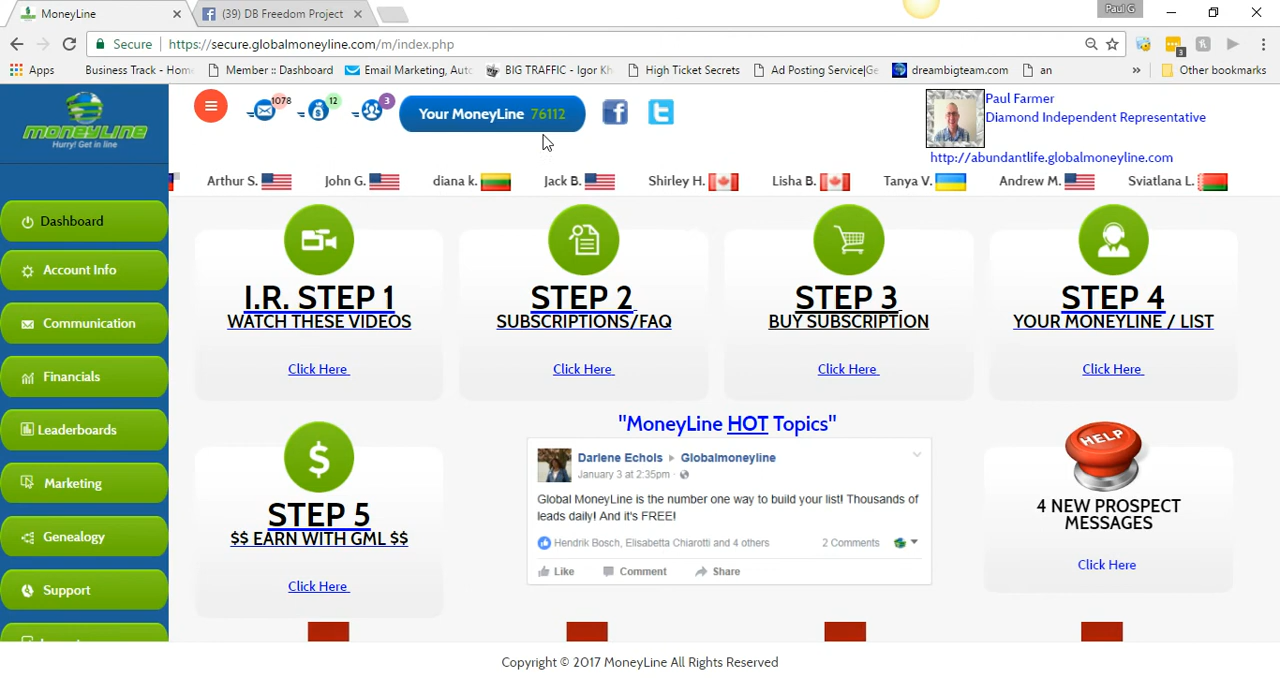 MoneyLine
(39) DB Freedom Project
Paul G
Secure
https://secure.globalmoneyline.com/m/index.php
3
Apps
Business Track - Home
Member :: Dashboard
Email Marketing, Auto
BIG TRAFFIC - Igor Kh
High Ticket Secrets
Ad Posting Service|Ge
dreambigteam.com
an
»
Other bookmarks
MONEYLINE
Hurry! Get in line
1078
12
3
Your MoneyLine 76112
Paul Farmer
Diamond Independent Representative
http://abundantlife.globalmoneyline.com
Arthur S.
John G.
diana k.
Jack B.
Shirley H.
Lisha B.
Tanya V.
Andrew M.
Sviatlana L.
Dashboard
Account Info
Communication
Financials
Leaderboards
Marketing
Genealogy
Support
I.R. STEP 1
WATCH THESE VIDEOS
Click Here
STEP 2
SUBSCRIPTIONS/FAQ
Click Here
STEP 3
BUY SUBSCRIPTION
Click Here
STEP 4
YOUR MONEYLINE / LIST
Click Here
$
STEP 5
$$ EARN WITH GML $$
Click Here
"MoneyLine HOT Topics"
Darlene Echols ▸ Globalmoneyline
January 3 at 2:35pm ·
Global MoneyLine is the number one way to build your list! Thousands of
leads daily! And it's FREE!
Hendrik Bosch, Elisabetta Chiarotti and 4 others
2 Comments
Like
Comment
Share
HELP
4 NEW PROSPECT
MESSAGES
Click Here
Copyright © 2017 MoneyLine All Rights Reserved